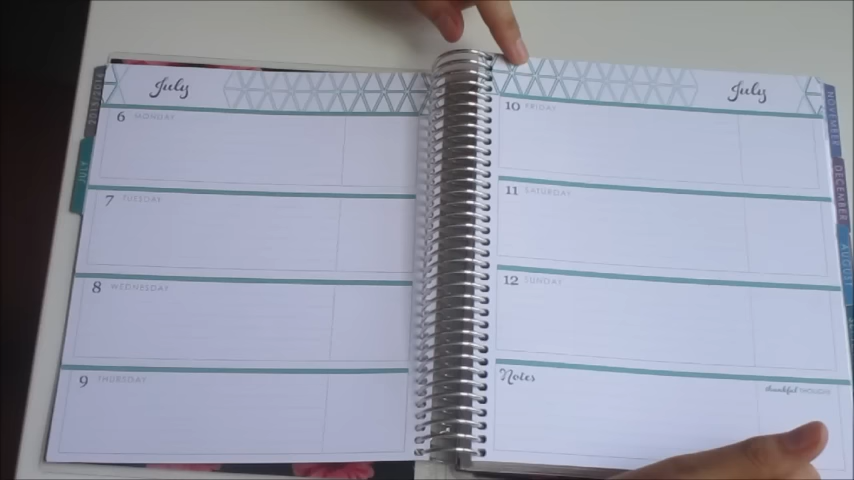 July
6 MONDAY
7 TUESDAY
8 WEDNESDAY
9 THURSDAY
July
10 FRIDAY
11 SATURDAY
12 SUNDAY
Notes
thankful THOUGHT
JULY
NOVEMBER
DECEMBER
AUGUST